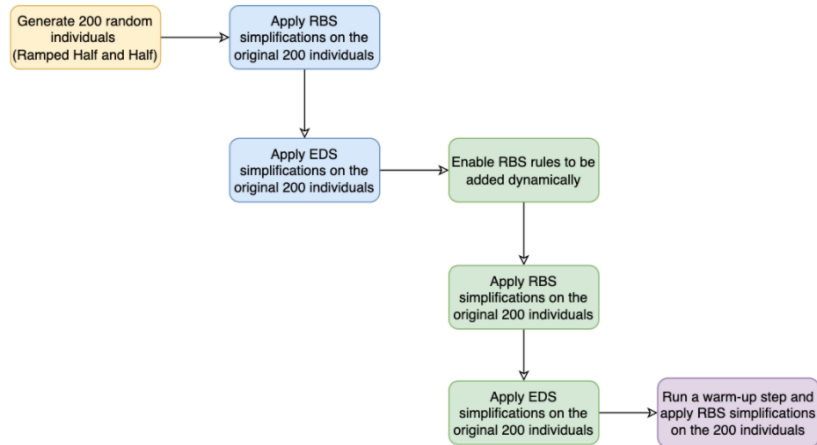 Generate 200 random
individuals
(Ramped Half and Half)
Apply RBS
simplifications on the
original 200 individuals
Apply EDS
simplifications on the
original 200 individuals
Enable RBS rules to be
added dynamically
Apply RBS
simplifications on the
original 200 individuals
Apply EDS
simplifications on the
original 200 individuals
Run a warm-up step and
apply RBS simplifications
on the 200 individuals